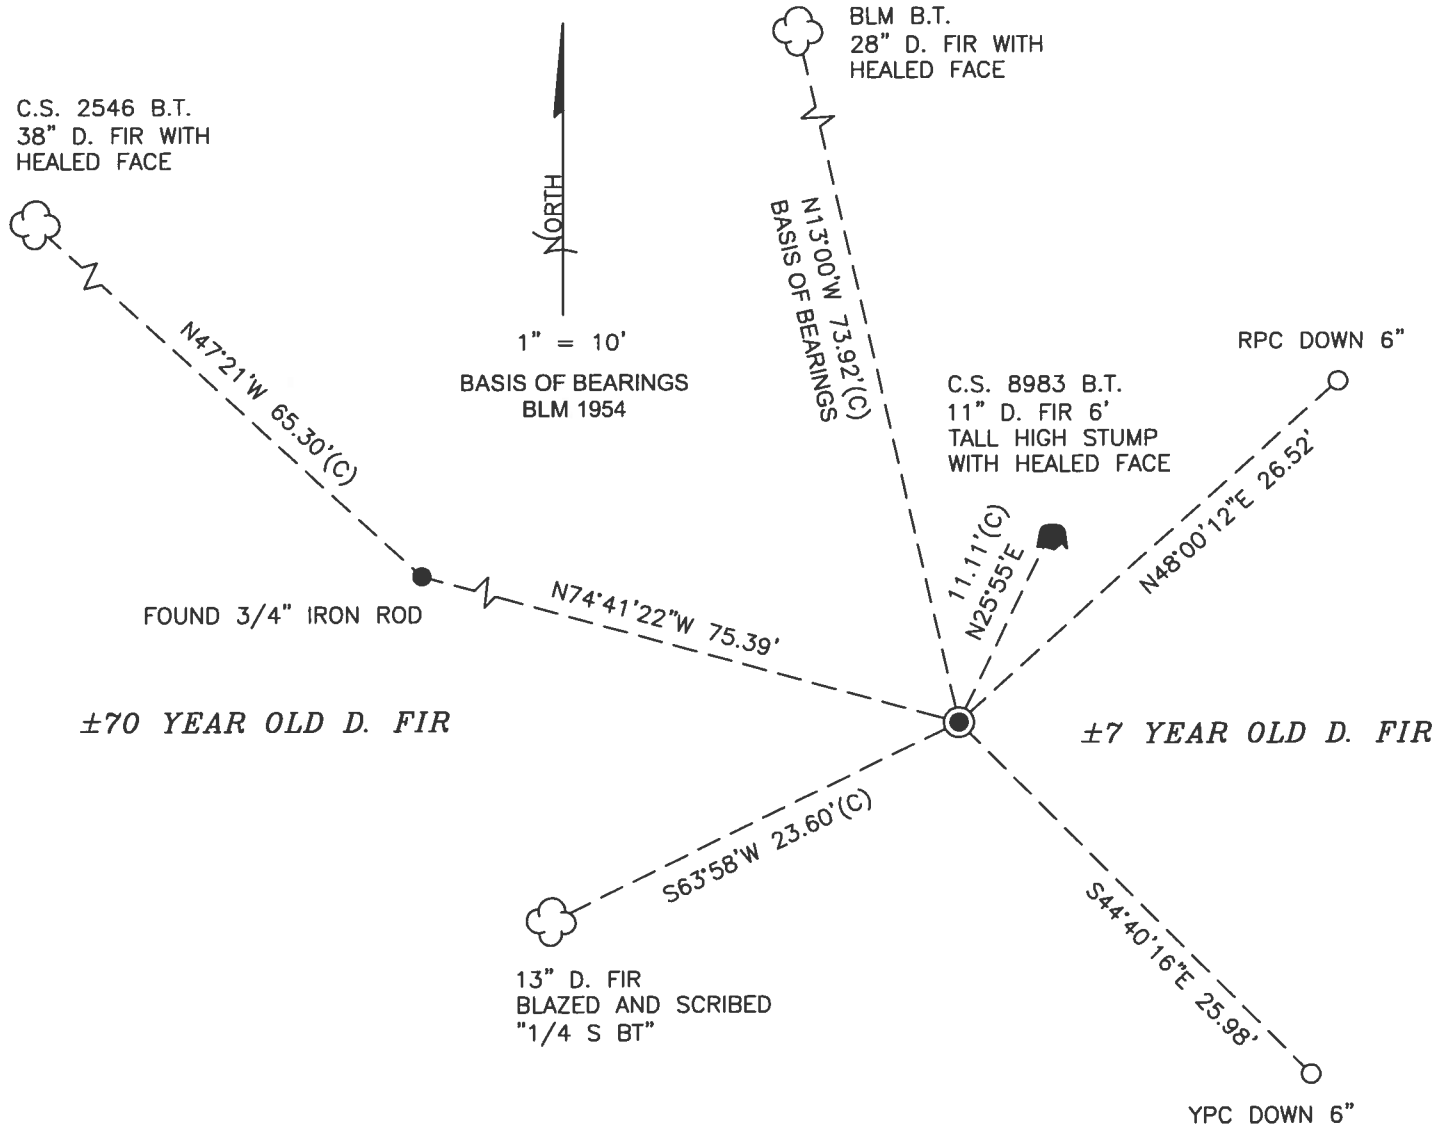 BLM B.T.
28" D. FIR WITH
HEALED FACE
C.S. 2546 B.T.
38" D. FIR WITH
HEALED FACE
NORTH
1" = 10'
BASIS OF BEARINGS
BLM 1954
N13°00'W 73.92'(C)
BASIS OF BEARINGS
RPC DOWN 6"
C.S. 8983 B.T.
11" D. FIR 6'
TALL HIGH STUMP
WITH HEALED FACE
N47°21'W 65.30'(C)
11.11'(C)
N25°55'E
N48°00'12"E 26.52'
FOUND 3/4" IRON ROD
N74°41'22"W 75.39'
±70 YEAR OLD D. FIR
±7 YEAR OLD D. FIR
S63°58'W 23.60'(C)
S44°40'16"E 25.98'
13" D. FIR
BLAZED AND SCRIBED
"1/4 S BT"
YPC DOWN 6"